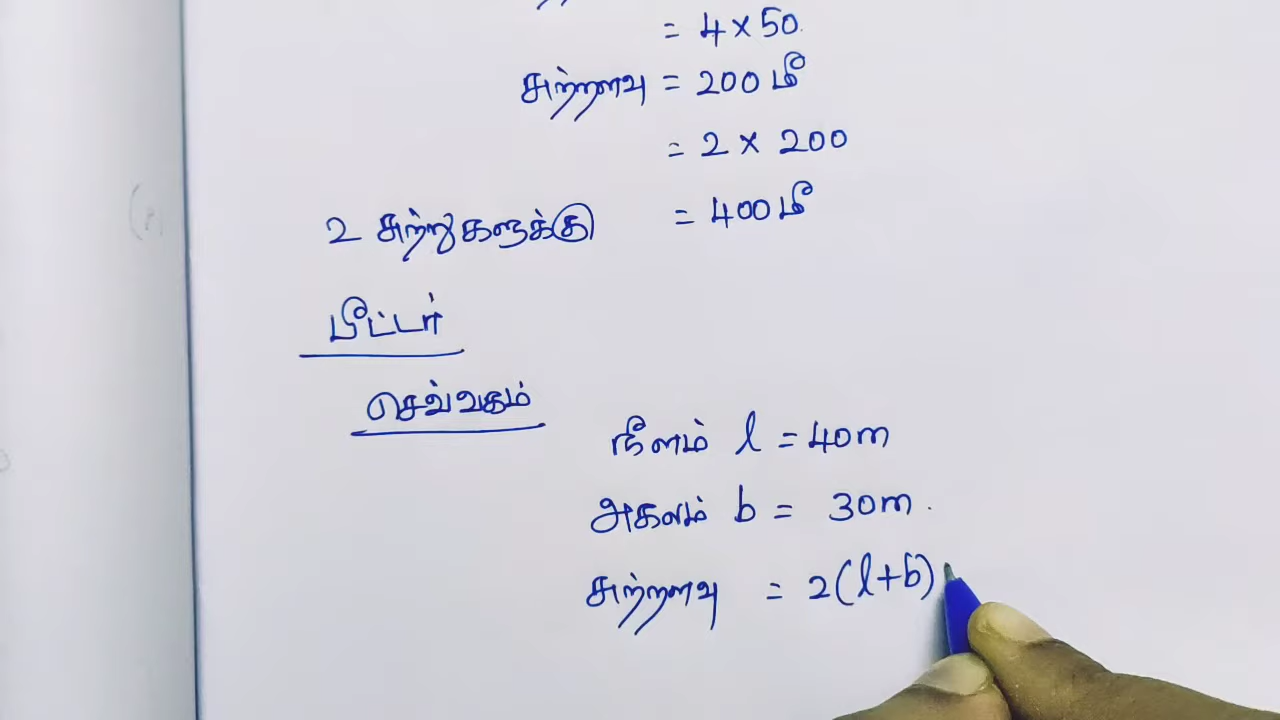 = 4 × 50
சுற்றளவு = 200 மீ
= 2 × 200
2 சுற்றுகளுக்கு = 400 மீ
பீட்டர்
செவ்வகம்
நீளம் l = 40m
அகலம் b = 30m.
சுற்றளவு = 2(l+b)